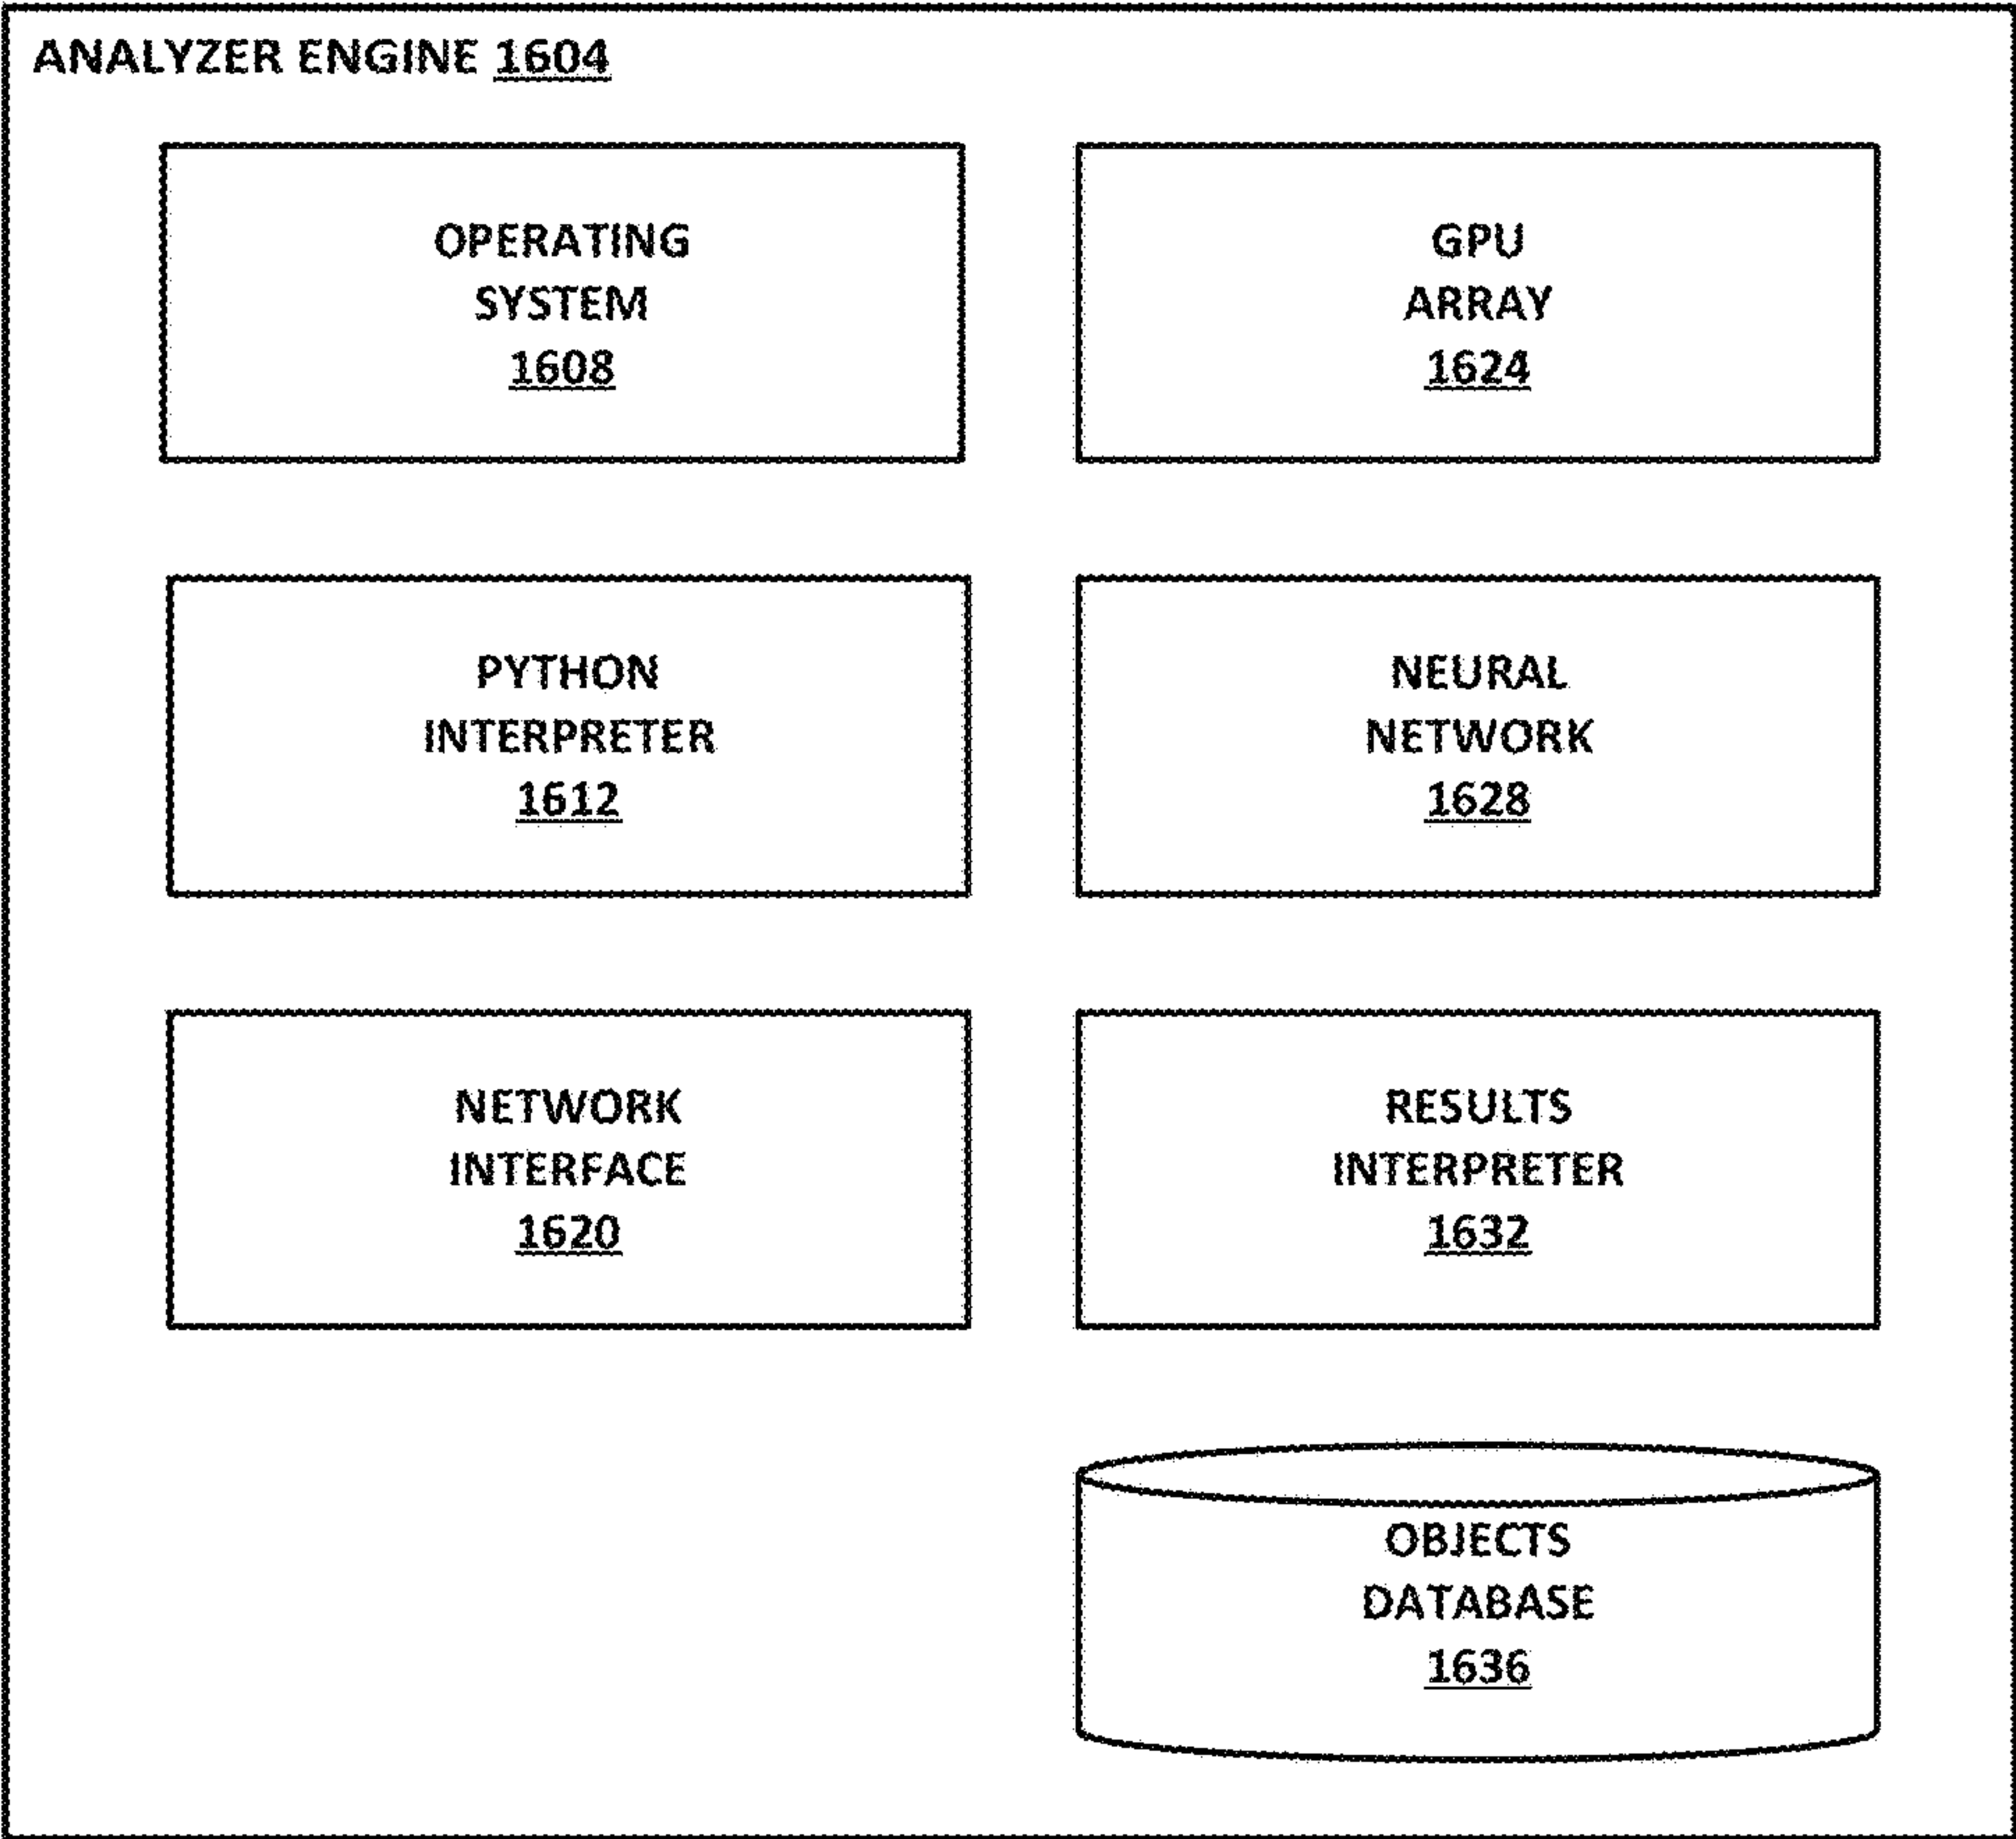 ANALYZER ENGINE 1604
OPERATING
SYSTEM
1608
GPU
ARRAY
1624
PYTHON
INTERPRETER
1612
NEURAL
NETWORK
1628
NETWORK
INTERFACE
1620
RESULTS
INTERPRETER
1632
OBJECTS
DATABASE
1636